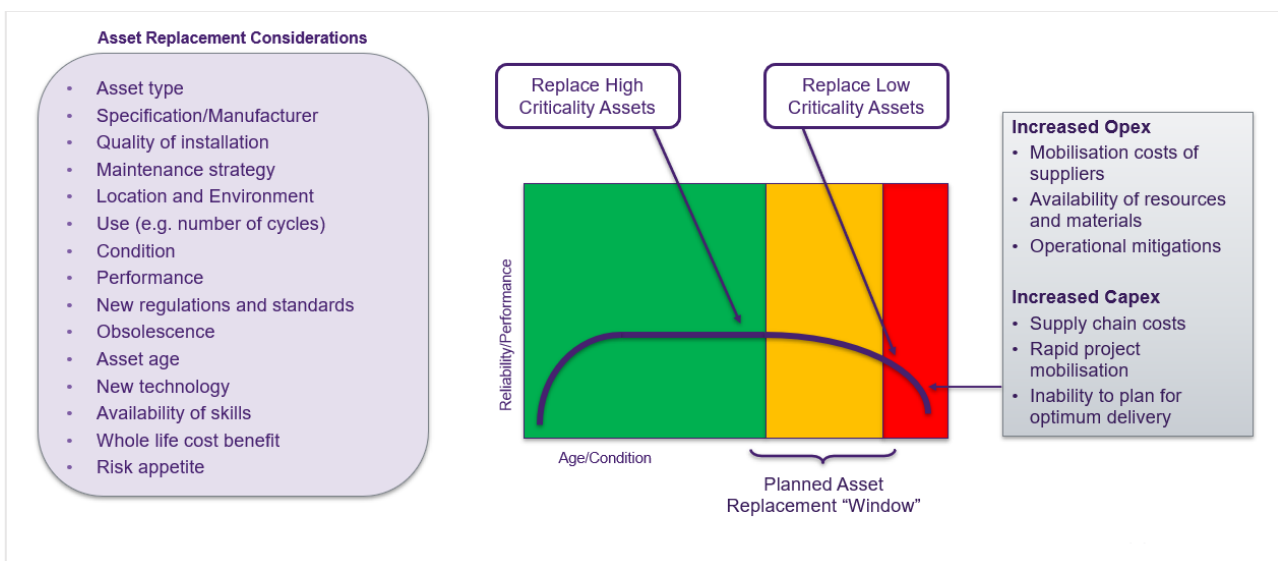 Asset Replacement Considerations
• Asset type
• Specification/Manufacturer
• Quality of installation
• Maintenance strategy
• Location and Environment
• Use (e.g. number of cycles)
• Condition
• Performance
• New regulations and standards
• Obsolescence
• Asset age
• New technology
• Availability of skills
• Whole life cost benefit
• Risk appetite
Replace High
Criticality Assets
Replace Low
Criticality Assets
Reliability/Performance
Age/Condition
Planned Asset
Replacement “Window”
Increased Opex
• Mobilisation costs of
suppliers
• Availability of resources
and materials
• Operational mitigations
Increased Capex
• Supply chain costs
• Rapid project
mobilisation
• Inability to plan for
optimum delivery